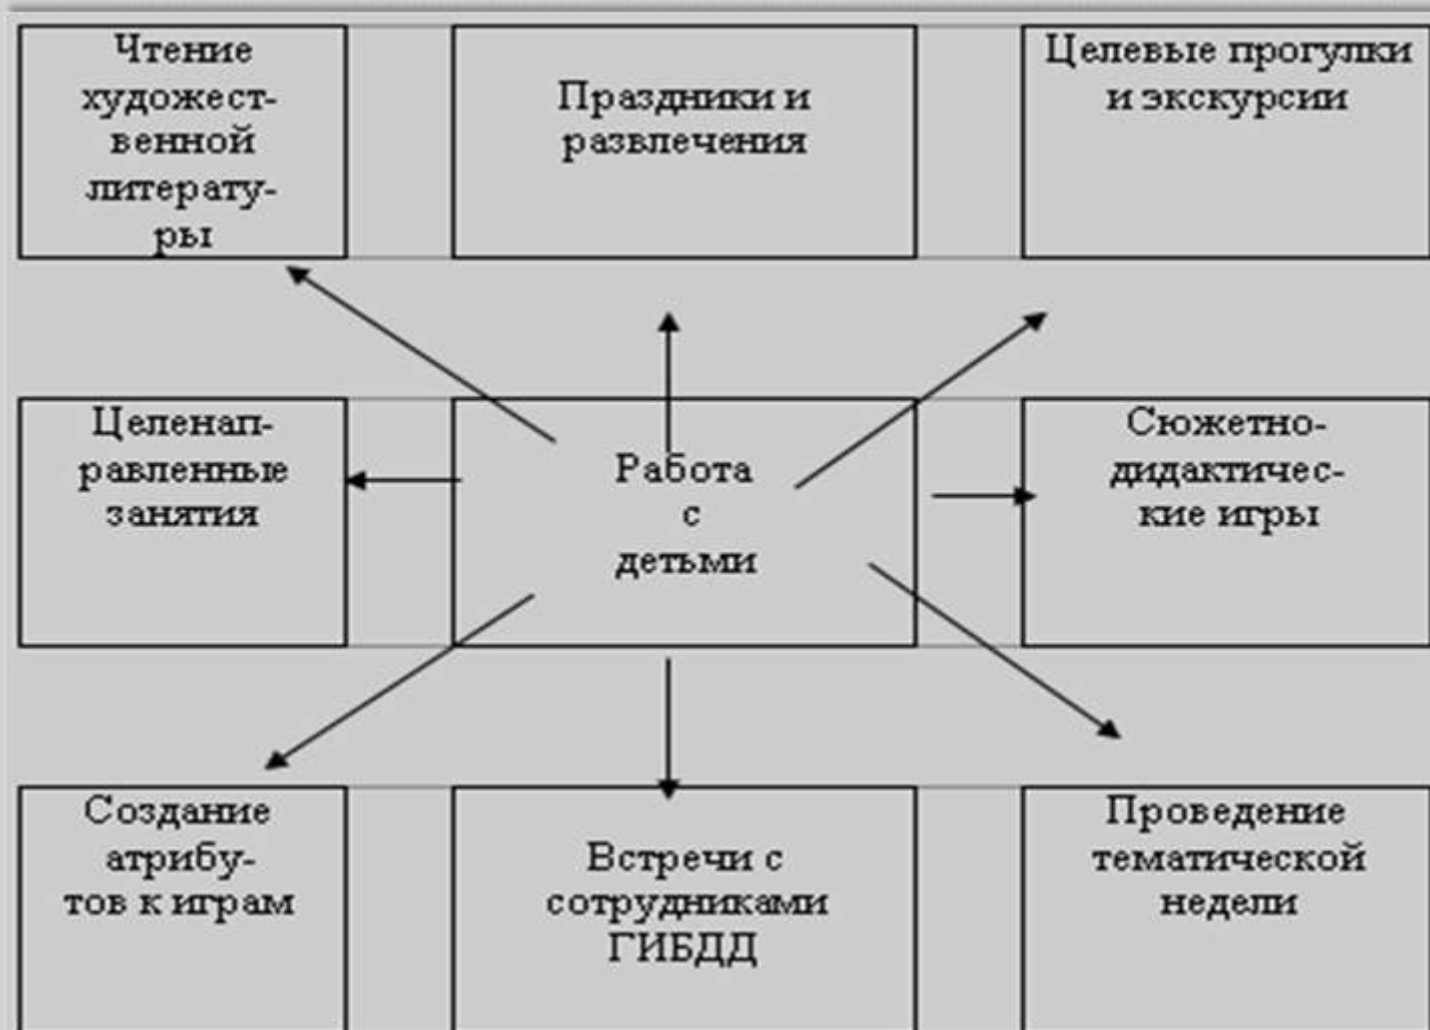 Чтение
художест-
венной
литерату-
ры
Праздники и
развлечения
Целевые прогулки
и экскурсии
Целенап-
равленные
занятия
Работа
с
детьми
Сюжетно-
дидактичес-
кие игры
Создание
атрибу-
тов к играм
Встречи с
сотрудниками
ГИБДД
Проведение
тематической
недели